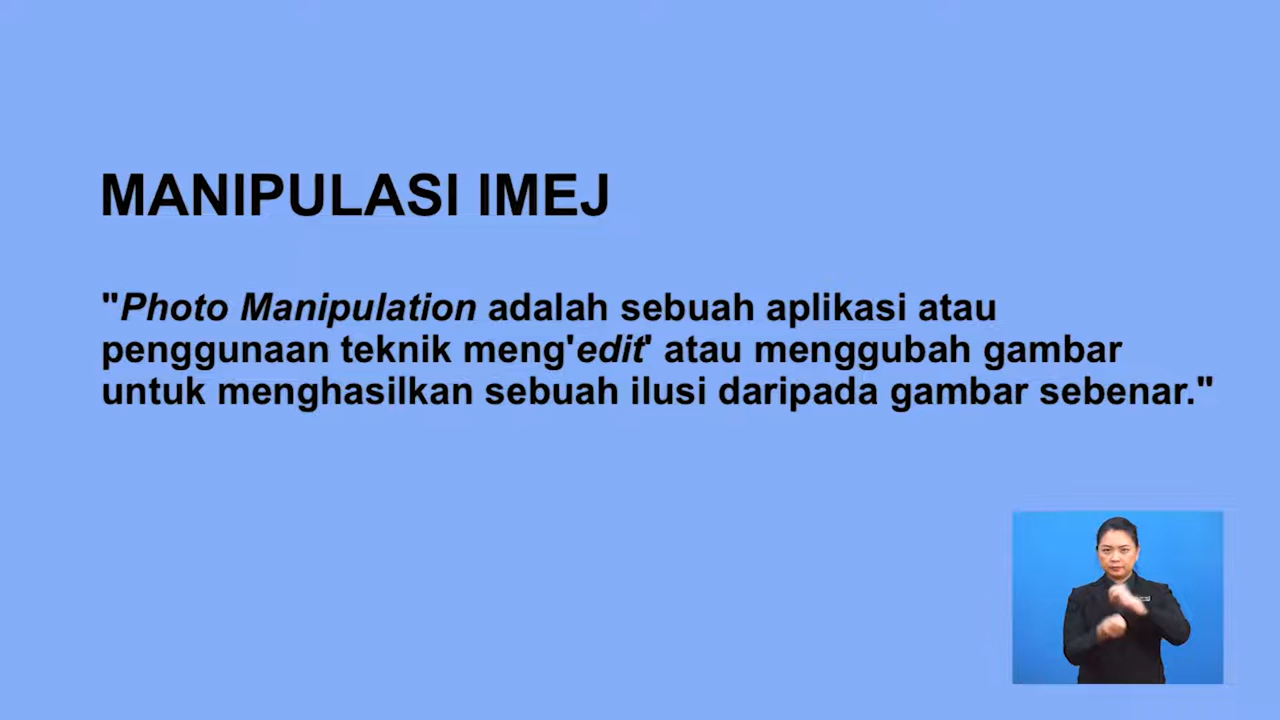 MANIPULASI IMEJ
"Photo Manipulation adalah sebuah aplikasi atau
penggunaan teknik meng'edit' atau menggubah gambar
untuk menghasilkan sebuah ilusi daripada gambar sebenar."